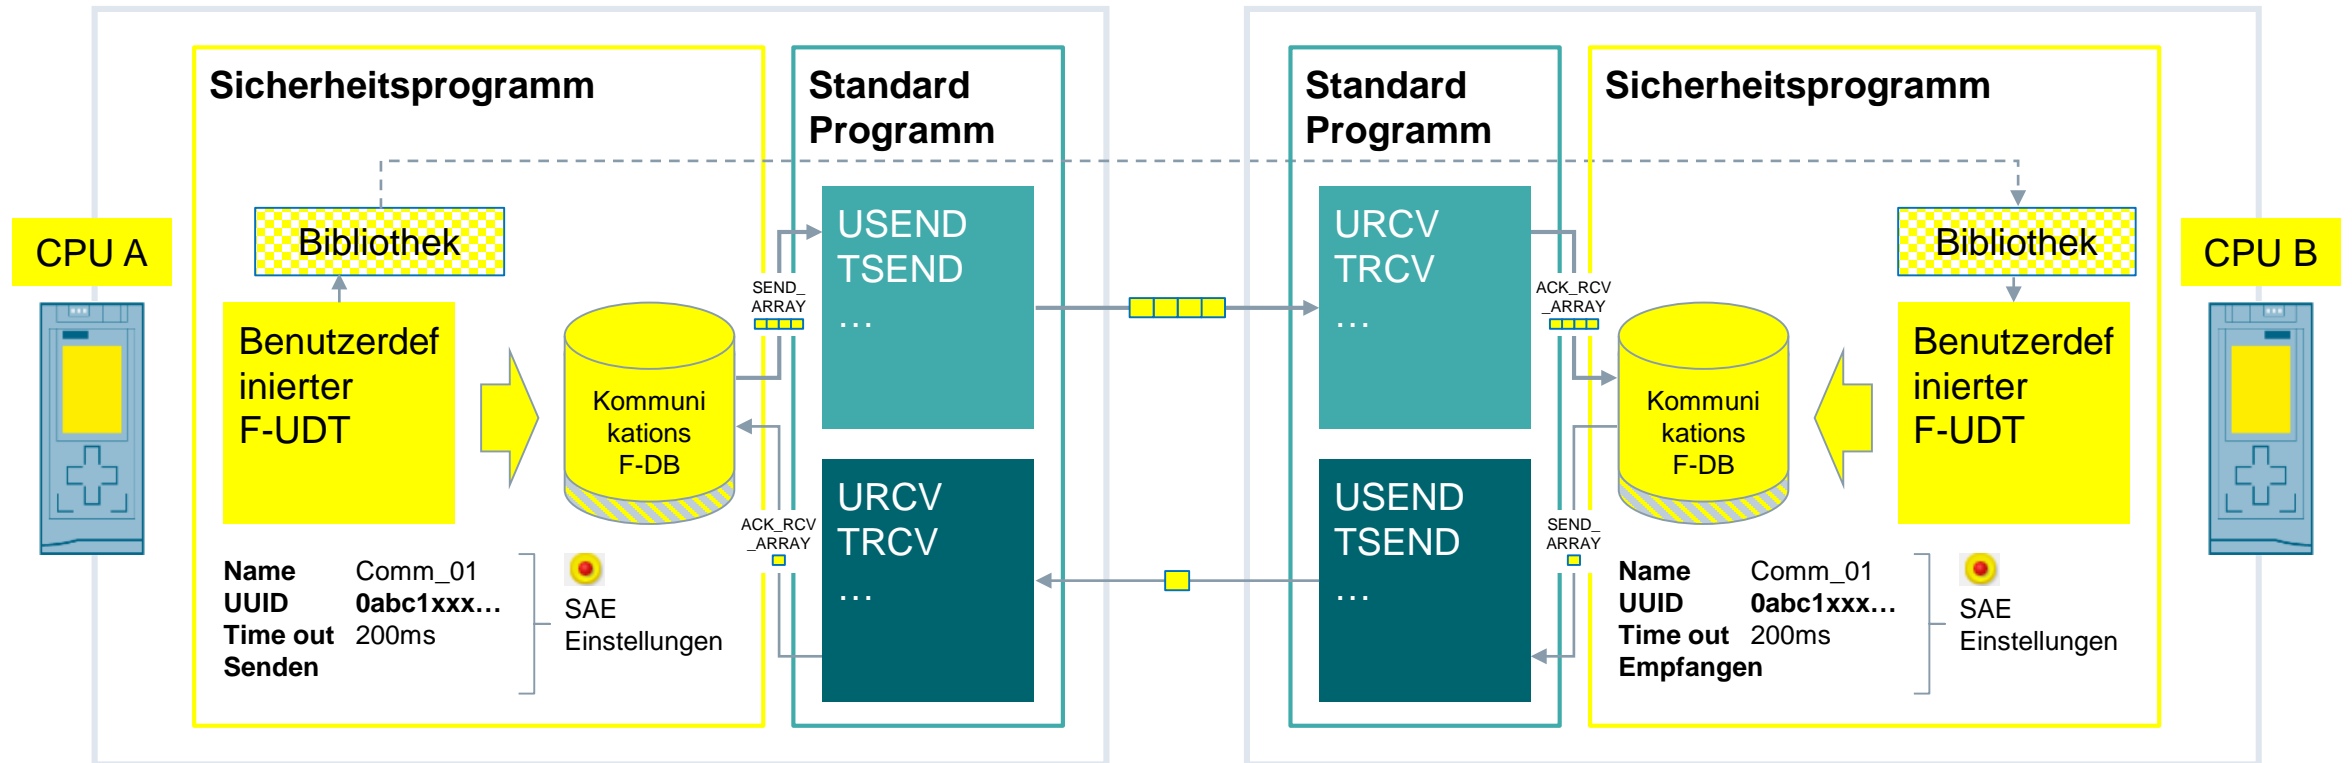 Sicherheitsprogramm
Standard
Programm
Standard
Programm
Sicherheitsprogramm
CPU A
Bibliothek
Benutzerdef
inierter
F-UDT
Kommuni
kations
F-DB
SEND_
ARRAY
USEND
TSEND
…
ACK_RCV
_ARRAY
URCV
TRCV
…
Name Comm_01
UUID 0abc1xxx…
Time out 200ms
Senden
SAE
Einstellungen
URCV
TRCV
…
ACK_RCV
_ARRAY
USEND
TSEND
…
SEND_
ARRAY
Kommuni
kations
F-DB
Bibliothek
Benutzerdef
inierter
F-UDT
CPU B
Name Comm_01
UUID 0abc1xxx…
Time out 200ms
Empfangen
SAE
Einstellungen